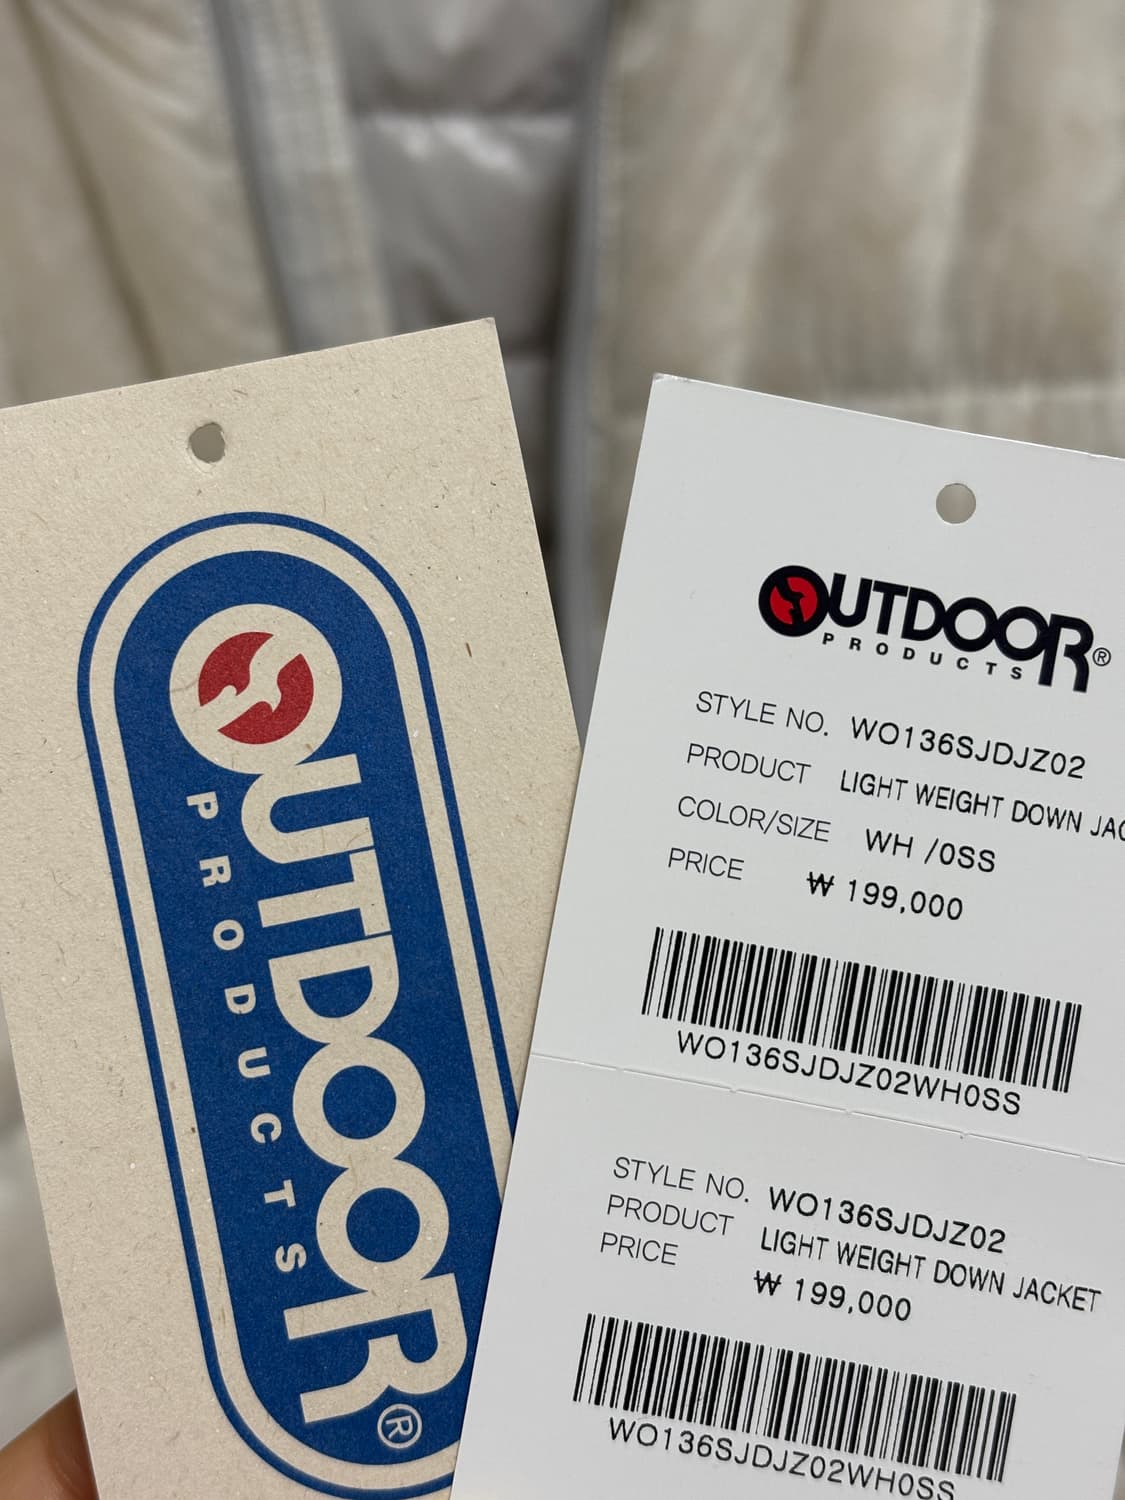 OUTDOOR®
PRODUCTS
OUTDOOR®
PRODUCTS
STYLE NO. WO136SJDJZ02
PRODUCT LIGHT WEIGHT DOWN JAC
COLOR/SIZE WH /0SS
PRICE ₩ 199,000
WO136SJDJZ02WH0SS
STYLE NO. WO136SJDJZ02
PRODUCT LIGHT WEIGHT DOWN JACKET
PRICE ₩ 199,000
WO136SJDJZ02WH0SS